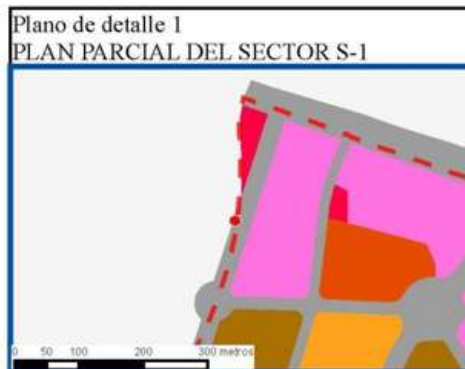 Plano de detalle 1
PLAN PARCIAL DEL SECTOR S-1
0 50 100 200 300 metros